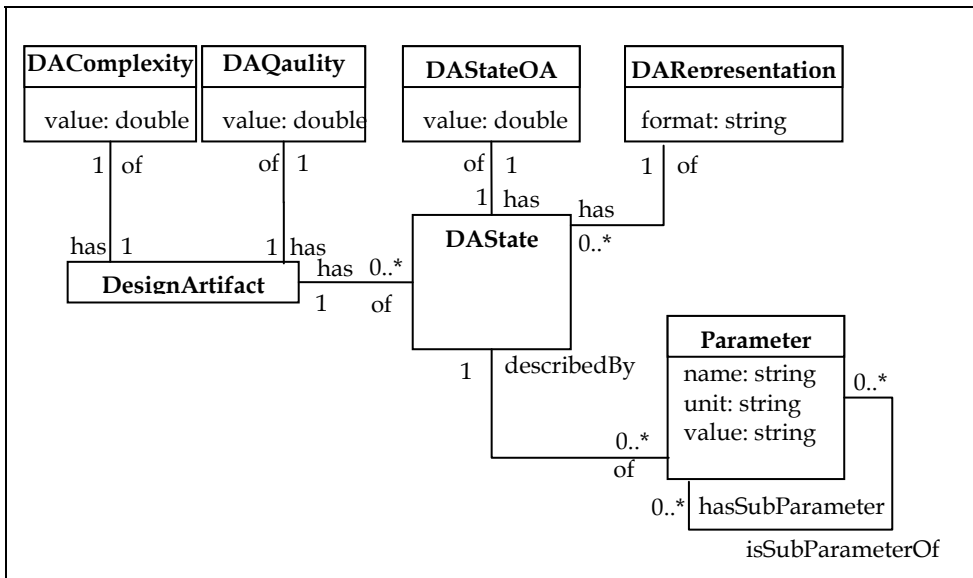 DAComplexity
value: double
DAQaulity
value: double
DAStateOA
value: double
DARepresentation
format: string
1 of
of 1
of 1
1 of
1 has
has
0..*
has 1
1 has
DAState
DesignArtifact
has 0..*
1 of
1
describedBy
Parameter
name: string
unit: string
value: string
0..*
0..*
of
0..*
hasSubParameter
isSubParameterOf